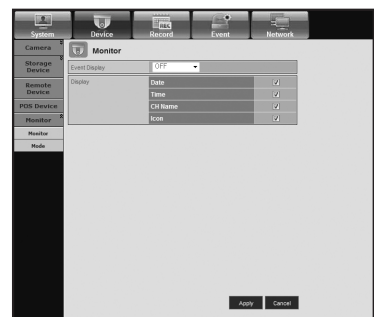 System Device Record Event Network
REC
Camera
Storage Device
Remote Device
POS Device
Monitor
Monitor
Mode
Monitor
Event Display OFF
Display Date
Time
CH Name
Icon
Apply Cancel